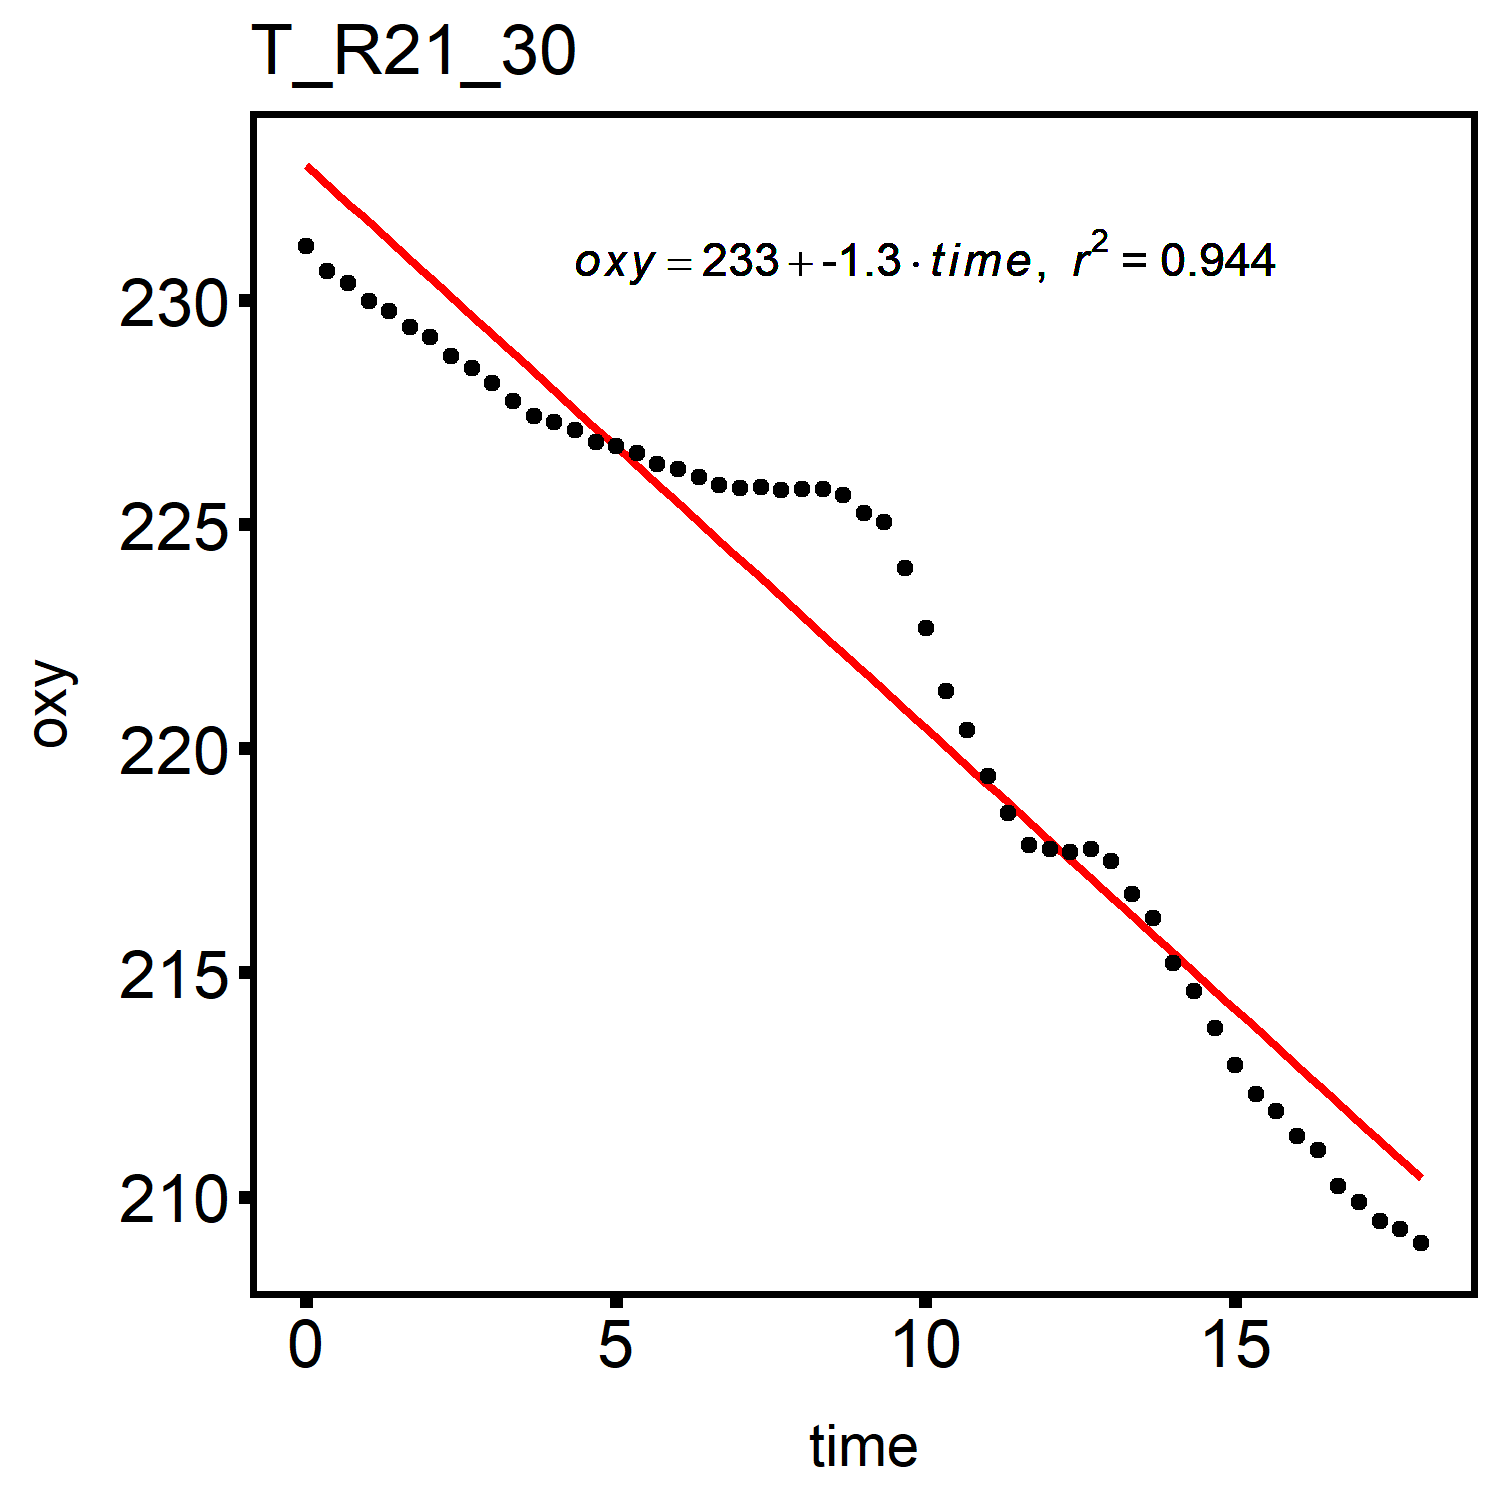 T_R21_30
oxy = 233 + -1.3 · time, r² = 0.944
230
225
220
215
210
oxy
0 5 10 15
time